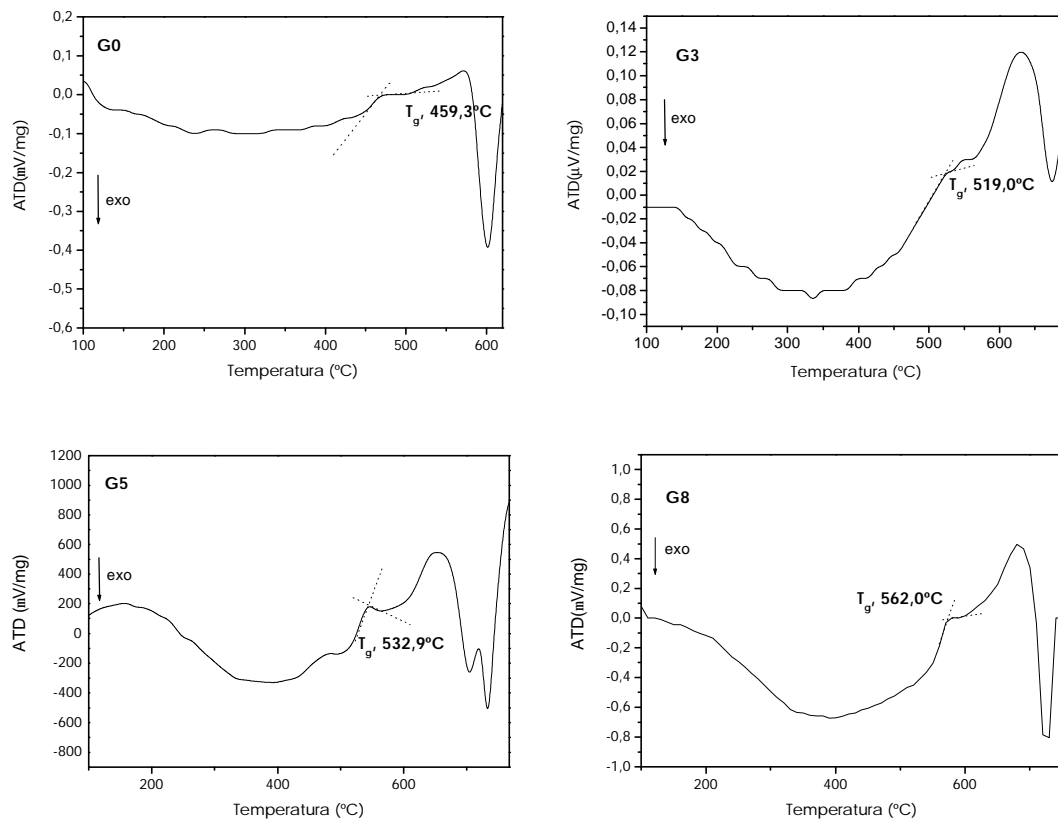 0,2
0,1
0,0
-0,1
-0,2
-0,3
-0,4
-0,5
-0,6
ATD(mV/mg)
G0
exo
Tg, 459,3ºC
100 200 300 400 500 600
Temperatura (ºC)
0,14
0,12
0,10
0,08
0,06
0,04
0,02
0,00
-0,02
-0,04
-0,06
-0,08
-0,10
ATD(μV/mg)
G3
exo
Tg, 519,0ºC
100 200 300 400 500 600
Temperatura (ºC)
1200
1000
800
600
400
200
0
-200
-400
-600
-800
ATD (mV/mg)
G5
exo
Tg, 532,9ºC
200 400 600
Temperatura (ºC)
1,0
0,8
0,6
0,4
0,2
0,0
-0,2
-0,4
-0,6
-0,8
-1,0
ATD(mV/mg)
G8
exo
Tg, 562,0ºC
200 400 600
Temperatura (ºC)